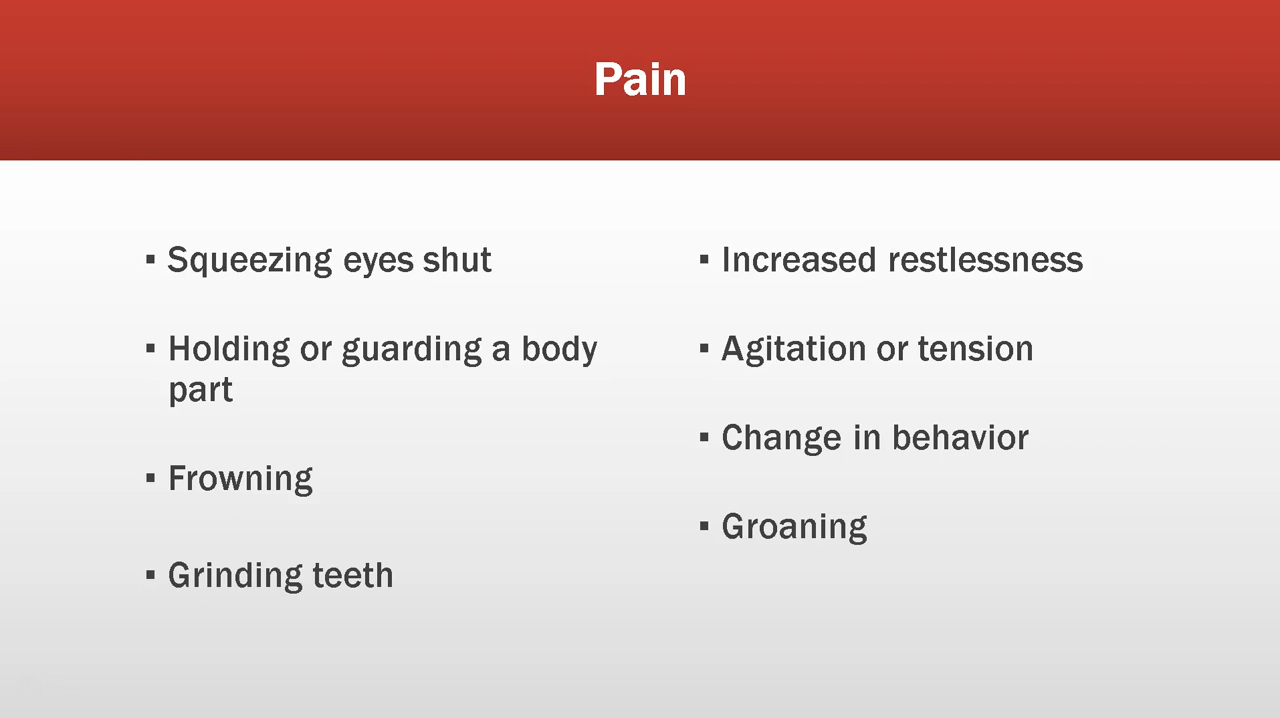 Pain
▪ Squeezing eyes shut
▪ Holding or guarding a body
part
▪ Frowning
▪ Grinding teeth
▪ Increased restlessness
▪ Agitation or tension
▪ Change in behavior
▪ Groaning